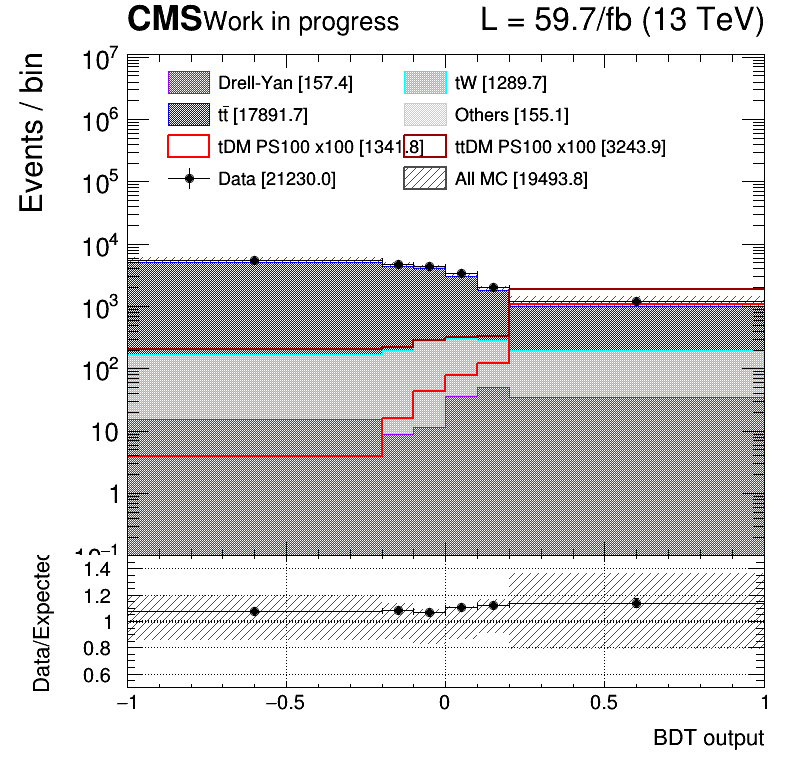 CMS Work in progress L = 59.7/fb (13 TeV)
Events / bin
10⁷
10⁶
10⁵
10⁴
10³
10²
10
1
10⁻¹
Drell-Yan [157.4] tW [1289.7]
tt̄ [17891.7] Others [155.1]
tDM PS100 x100 [1341.8] ttDM PS100 x100 [3243.9]
Data [21230.0] All MC [19493.8]
Data/Expected
1.4
1.2
1
0.8
0.6
−1 −0.5 0 0.5 1
BDT output